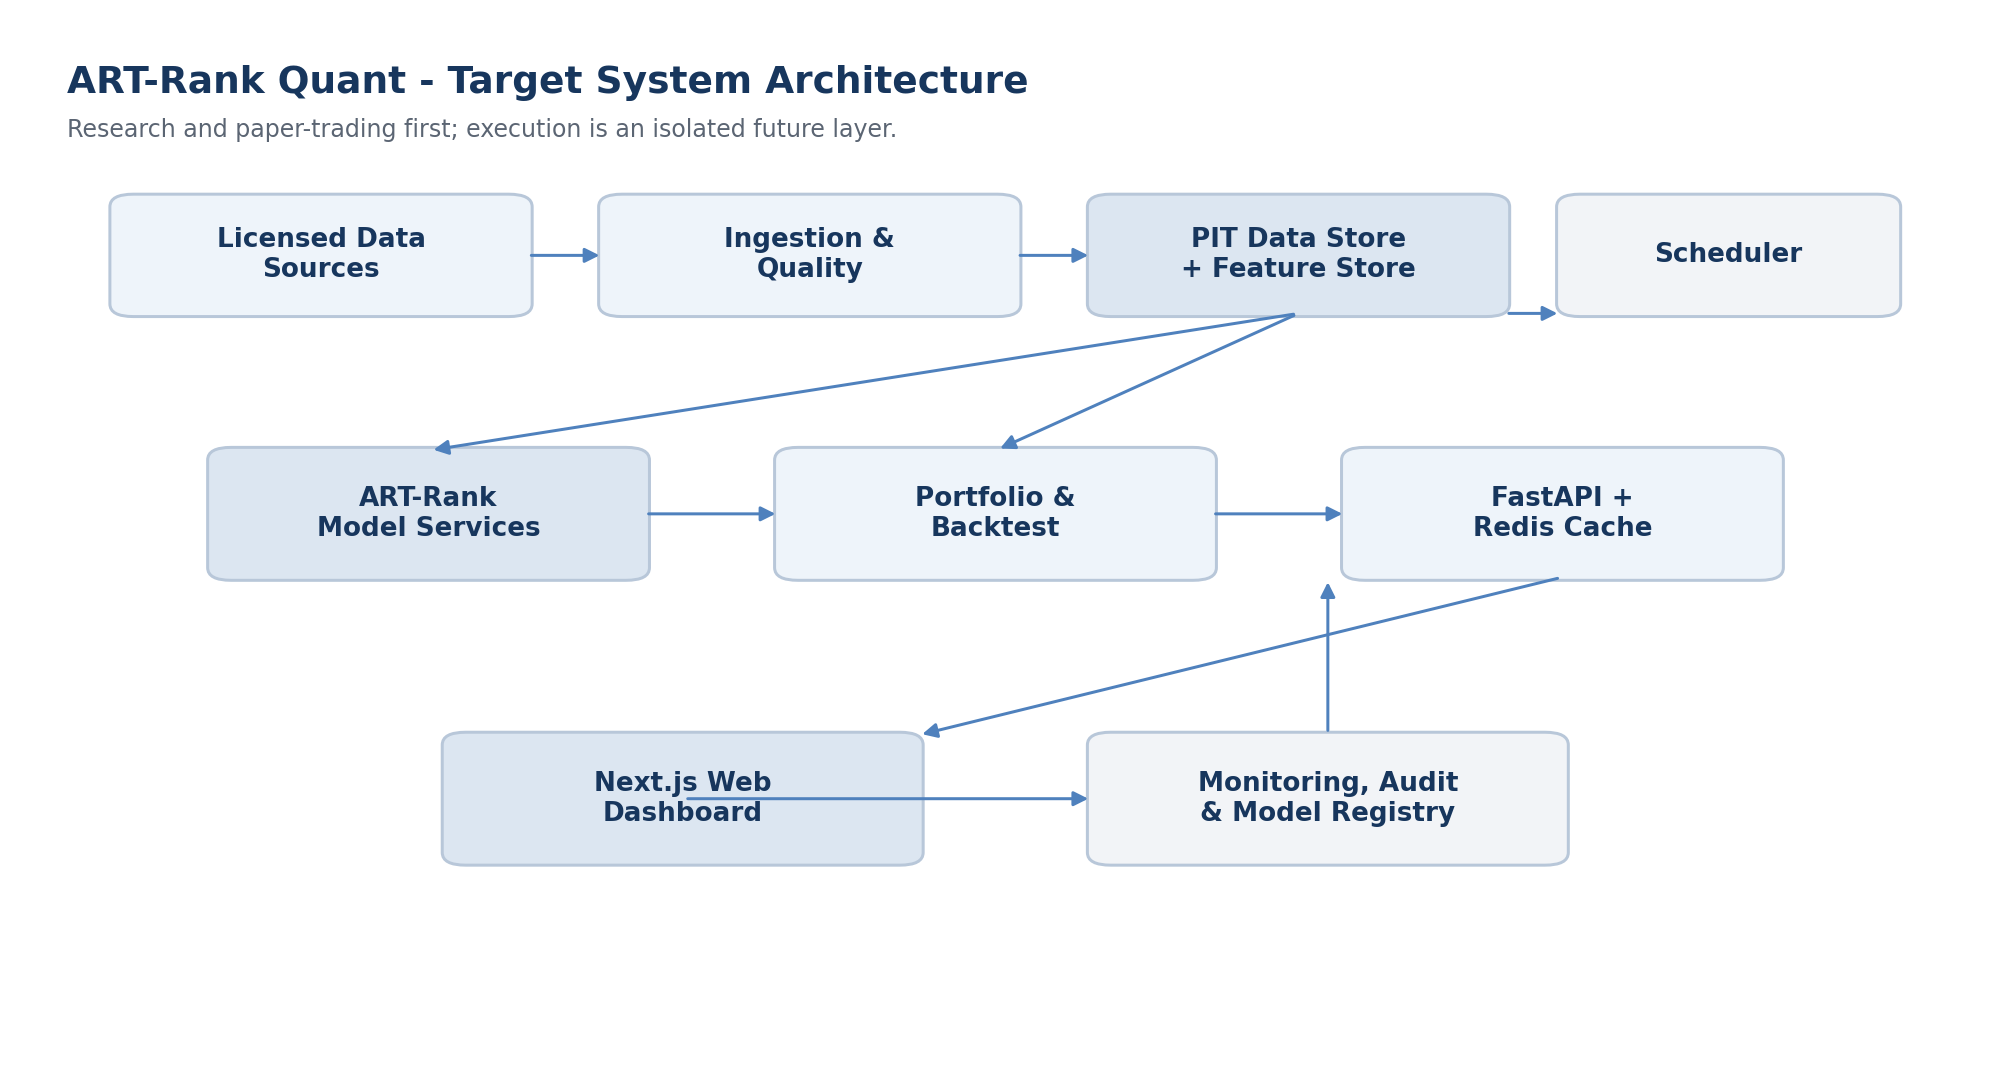 ART-Rank Quant - Target System Architecture
Research and paper-trading first; execution is an isolated future layer.
Licensed Data
Sources
Ingestion &
Quality
PIT Data Store
+ Feature Store
Scheduler
ART-Rank
Model Services
Portfolio &
Backtest
FastAPI +
Redis Cache
Next.js Web
Dashboard
Monitoring, Audit
& Model Registry